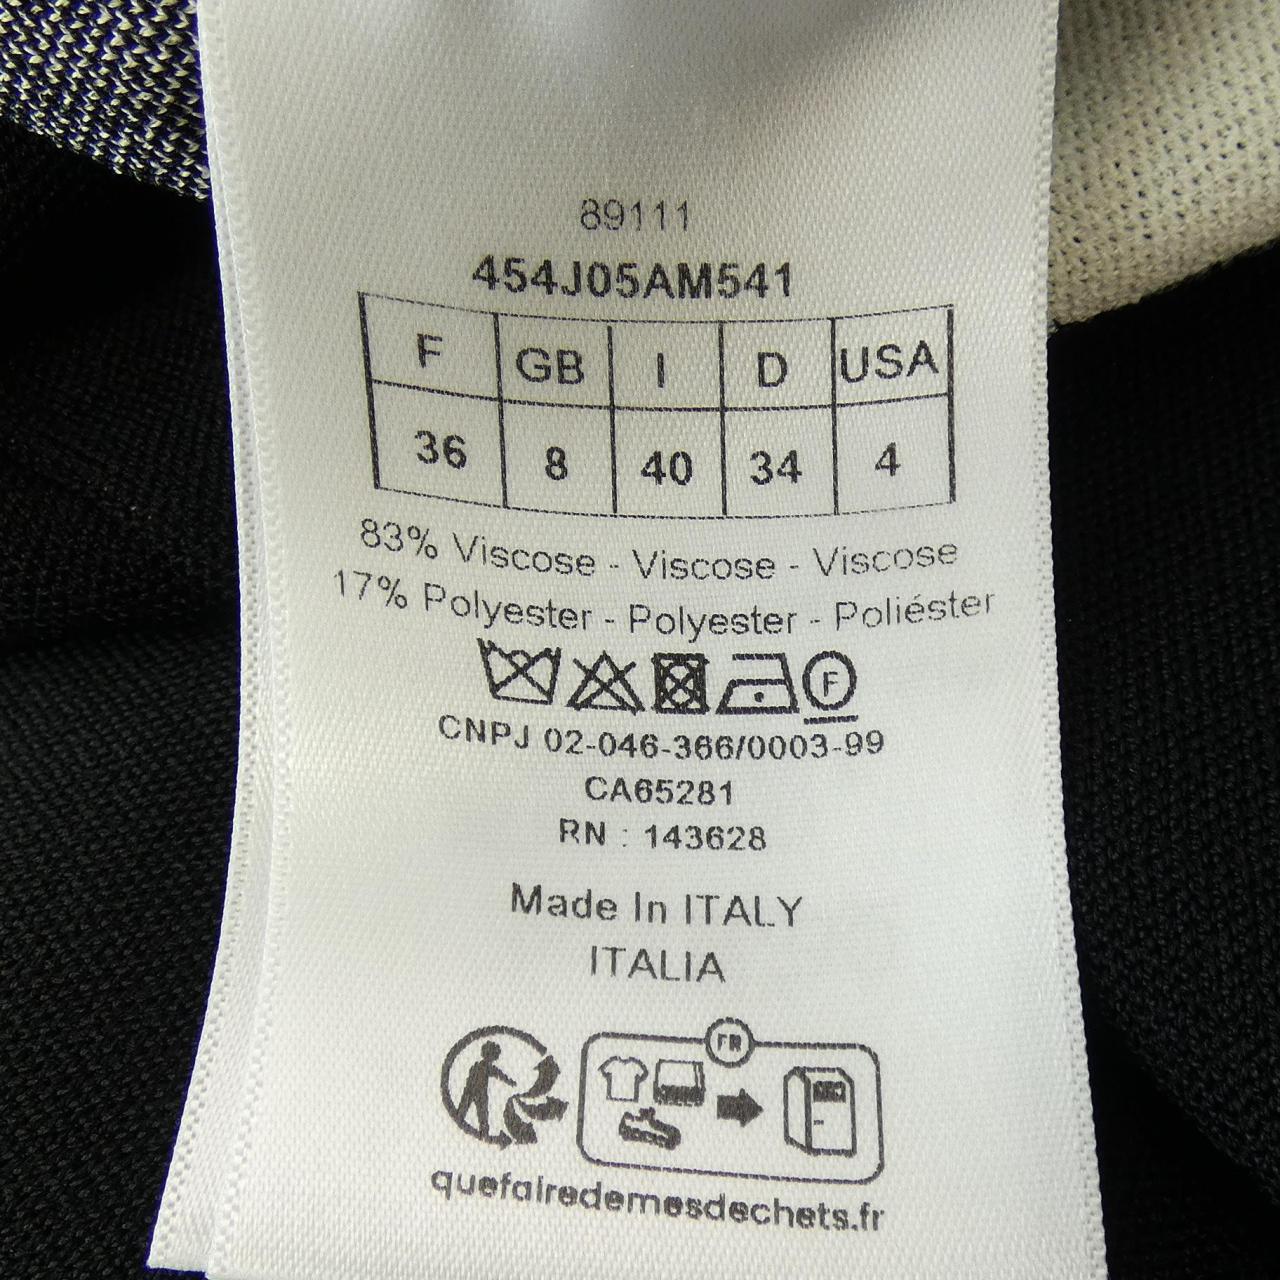 89111
454J05AM541
F GB I D USA
36 8 40 34 4
83% Viscose - Viscose - Viscose
17% Polyester - Polyester - Poliéster
F
CNPJ 02-046-366/0003-99
CA65281
RN : 143628
Made In ITALY
ITALIA
FR
quefairedemesdechets.fr